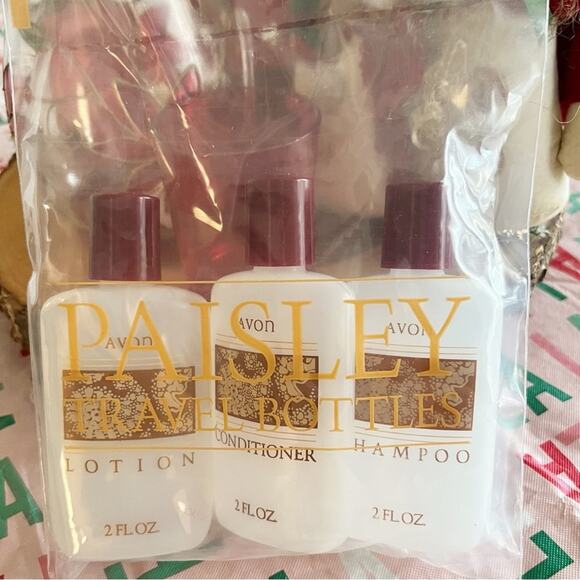 PAISLEY
TRAVEL BOTTLES
AVON
LOTION
2 FL OZ
AVON
CONDITIONER
2 FL OZ
AVON
HAMPOO
2 FL OZ